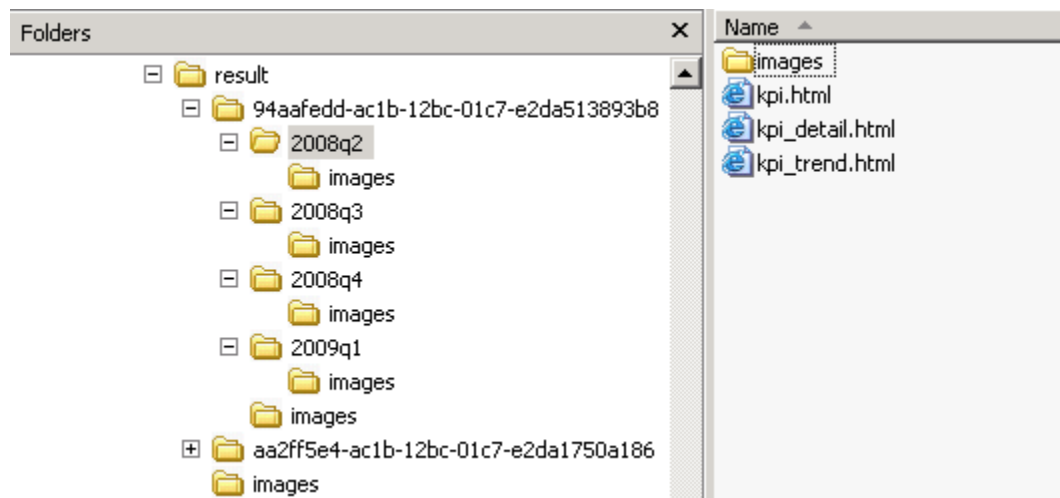 Folders
result
94aafedd-ac1b-12bc-01c7-e2da513893b8
2008q2
images
2008q3
images
2008q4
images
2009q1
images
images
aa2ff5e4-ac1b-12bc-01c7-e2da1750a186
images
Name
images
kpi.html
kpi_detail.html
kpi_trend.html